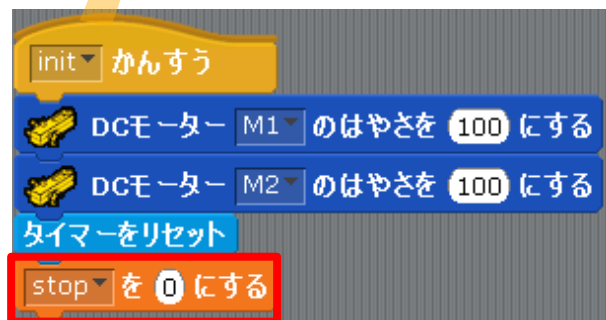 init かんすう
DCモーター M1 のはやさを 100 にする
DCモーター M2 のはやさを 100 にする
タイマーをリセット
stop を 0 にする